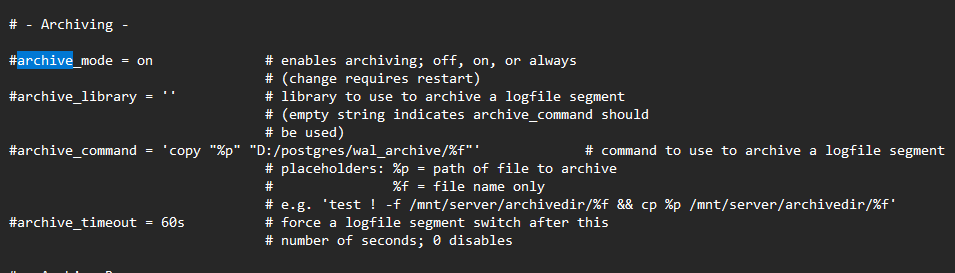 # - Archiving -
#archive_mode = on # enables archiving; off, on, or always
# (change requires restart)
#archive_library = '' # library to use to archive a logfile segment
# (empty string indicates archive_command should
# be used)
#archive_command = 'copy "%p" "D:/postgres/wal_archive/%f"' # command to use to archive a logfile segment
# placeholders: %p = path of file to archive
# %f = file name only
# e.g. 'test ! -f /mnt/server/archivedir/%f && cp %p /mnt/server/archivedir/%f'
#archive_timeout = 60s # force a logfile segment switch after this
# number of seconds; 0 disables